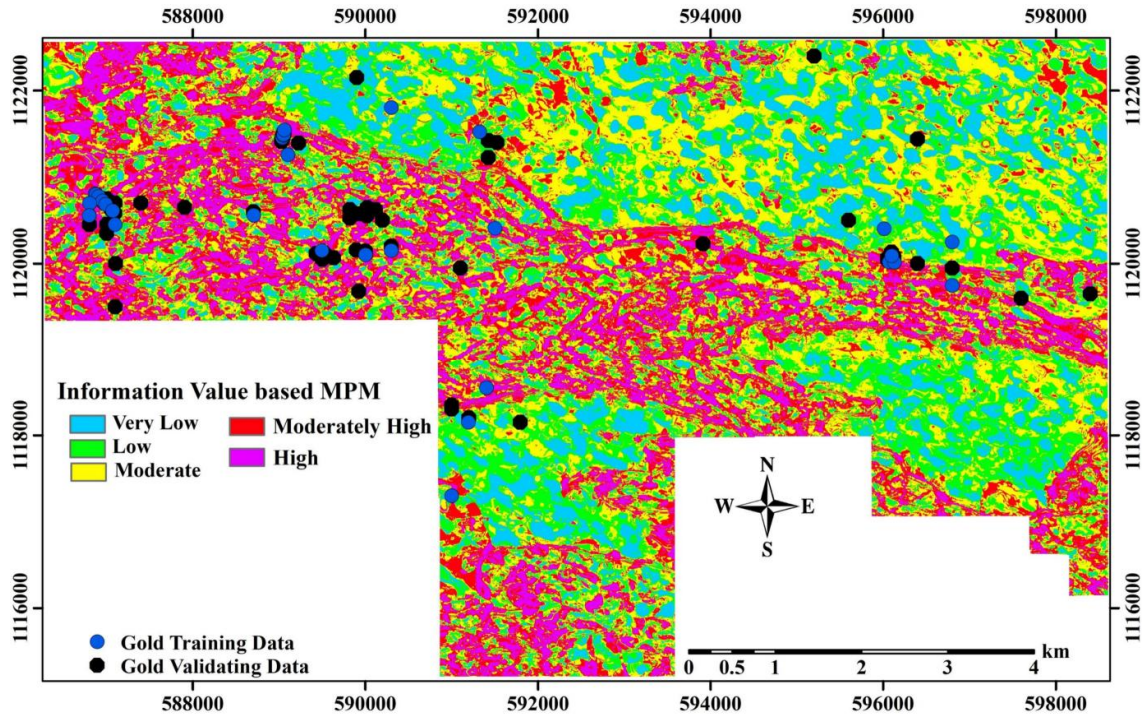 588000 590000 592000 594000 596000 598000
1122000 1122000
1120000 1120000
Information Value based MPM
Very Low Moderately High
Low High
Moderate
1118000 1118000
N
W E
S
1116000 1116000
Gold Training Data
Gold Validating Data
km
0 0.5 1 2 3 4
588000 590000 592000 594000 596000 598000